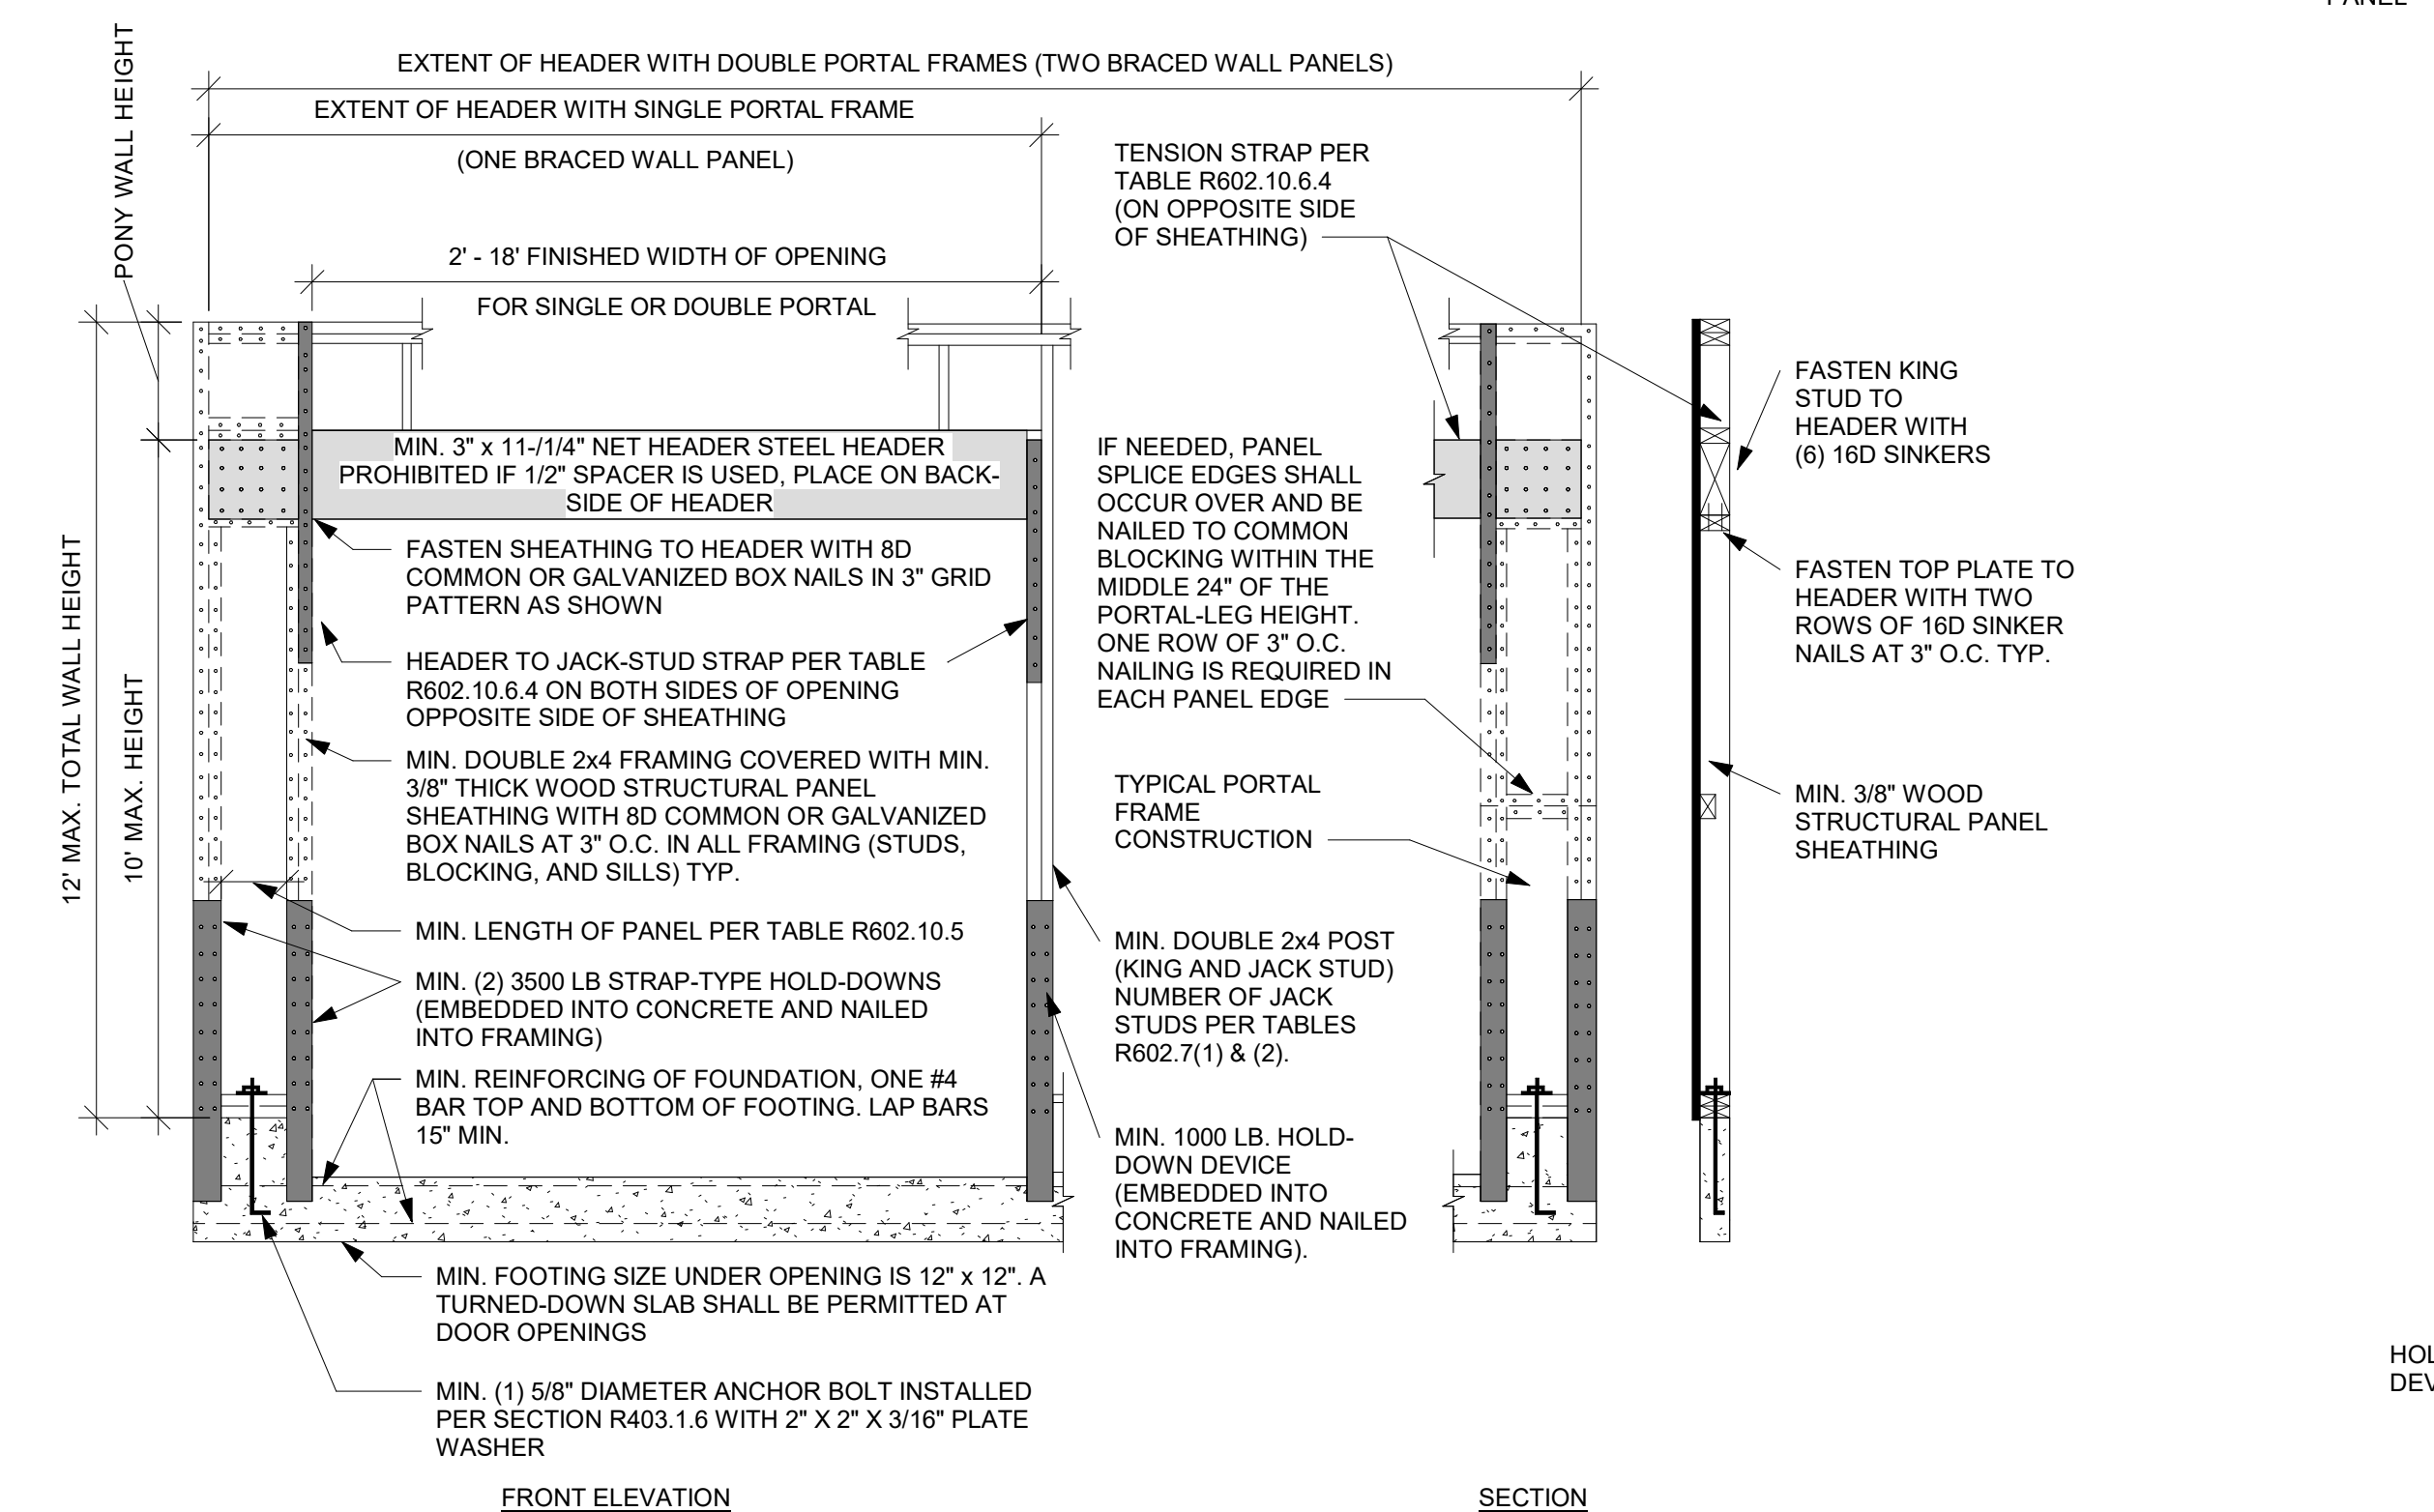 PANEL
EXTENT OF HEADER WITH DOUBLE PORTAL FRAMES (TWO BRACED WALL PANELS)
EXTENT OF HEADER WITH SINGLE PORTAL FRAME
(ONE BRACED WALL PANEL)
2' - 18' FINISHED WIDTH OF OPENING
FOR SINGLE OR DOUBLE PORTAL
PONY WALL HEIGHT
12' MAX. TOTAL WALL HEIGHT
10' MAX. HEIGHT
MIN. 3" x 11-/1/4" NET HEADER STEEL HEADER
PROHIBITED IF 1/2" SPACER IS USED, PLACE ON BACK-
SIDE OF HEADER
FASTEN SHEATHING TO HEADER WITH 8D
COMMON OR GALVANIZED BOX NAILS IN 3" GRID
PATTERN AS SHOWN
HEADER TO JACK-STUD STRAP PER TABLE
R602.10.6.4 ON BOTH SIDES OF OPENING
OPPOSITE SIDE OF SHEATHING
MIN. DOUBLE 2x4 FRAMING COVERED WITH MIN.
3/8" THICK WOOD STRUCTURAL PANEL
SHEATHING WITH 8D COMMON OR GALVANIZED
BOX NAILS AT 3" O.C. IN ALL FRAMING (STUDS,
BLOCKING, AND SILLS) TYP.
MIN. LENGTH OF PANEL PER TABLE R602.10.5
MIN. (2) 3500 LB STRAP-TYPE HOLD-DOWNS
(EMBEDDED INTO CONCRETE AND NAILED
INTO FRAMING)
MIN. REINFORCING OF FOUNDATION, ONE #4
BAR TOP AND BOTTOM OF FOOTING. LAP BARS
15" MIN.
MIN. FOOTING SIZE UNDER OPENING IS 12" x 12". A
TURNED-DOWN SLAB SHALL BE PERMITTED AT
DOOR OPENINGS
MIN. (1) 5/8" DIAMETER ANCHOR BOLT INSTALLED
PER SECTION R403.1.6 WITH 2" X 2" X 3/16" PLATE
WASHER
FRONT ELEVATION
TENSION STRAP PER
TABLE R602.10.6.4
(ON OPPOSITE SIDE
OF SHEATHING)
IF NEEDED, PANEL
SPLICE EDGES SHALL
OCCUR OVER AND BE
NAILED TO COMMON
BLOCKING WITHIN THE
MIDDLE 24" OF THE
PORTAL-LEG HEIGHT.
ONE ROW OF 3" O.C.
NAILING IS REQUIRED IN
EACH PANEL EDGE
TYPICAL PORTAL
FRAME
CONSTRUCTION
MIN. DOUBLE 2x4 POST
(KING AND JACK STUD)
NUMBER OF JACK
STUDS PER TABLES
R602.7(1) & (2).
MIN. 1000 LB. HOLD-
DOWN DEVICE
(EMBEDDED INTO
CONCRETE AND NAILED
INTO FRAMING).
FASTEN KING
STUD TO
HEADER WITH
(6) 16D SINKERS
FASTEN TOP PLATE TO
HEADER WITH TWO
ROWS OF 16D SINKER
NAILS AT 3" O.C. TYP.
MIN. 3/8" WOOD
STRUCTURAL PANEL
SHEATHING
SECTION